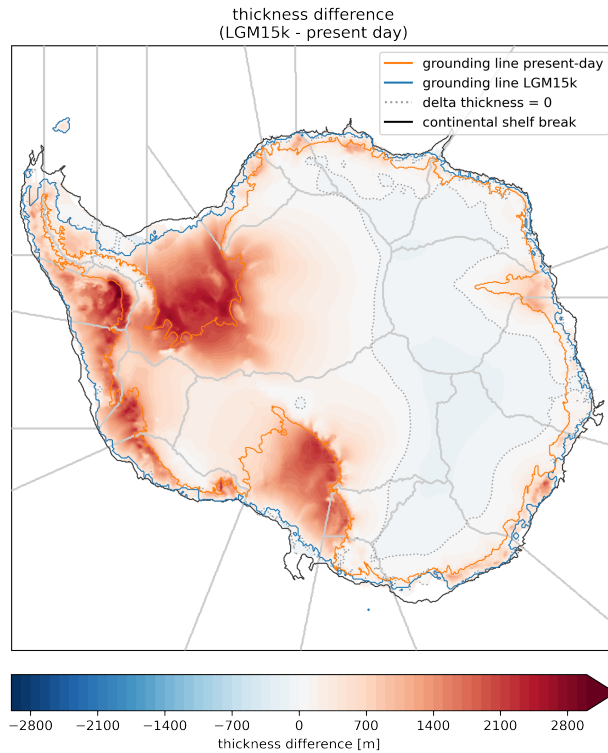 thickness difference
(LGM15k - present day)
grounding line present-day
grounding line LGM15k
delta thickness = 0
continental shelf break
−2800 −2100 −1400 −700 0 700 1400 2100 2800
thickness difference [m]